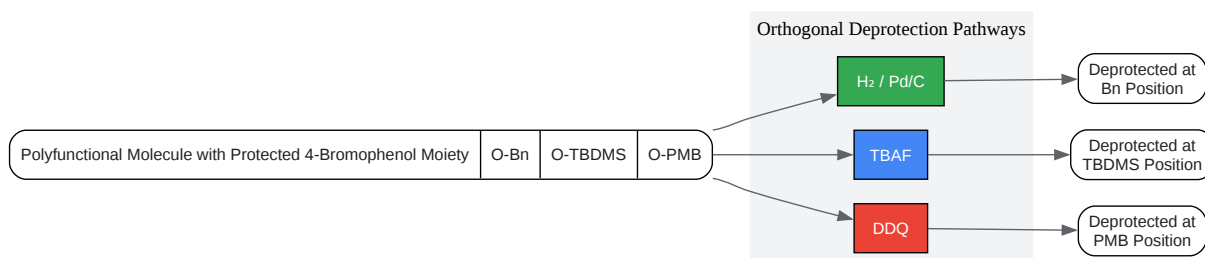 Orthogonal Deprotection Pathways
Polyfunctional Molecule with Protected 4-Bromophenol Moiety
O-Bn
O-TBDMS
O-PMB
H₂ / Pd/C
TBAF
DDQ
Deprotected at
Bn Position
Deprotected at
TBDMS Position
Deprotected at
PMB Position